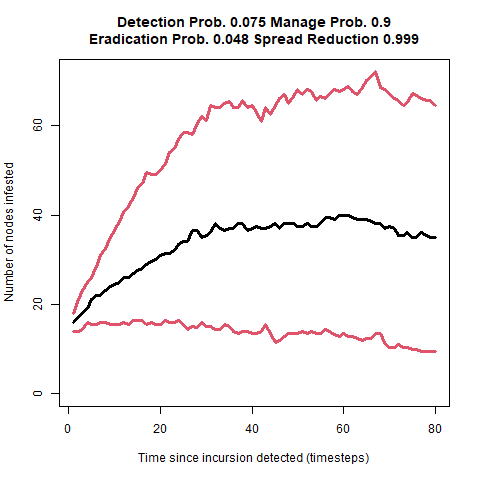 Detection Prob. 0.075 Manage Prob. 0.9
Eradication Prob. 0.048 Spread Reduction 0.999
Number of nodes infested
60
40
20
0
0 20 40 60 80
Time since incursion detected (timesteps)